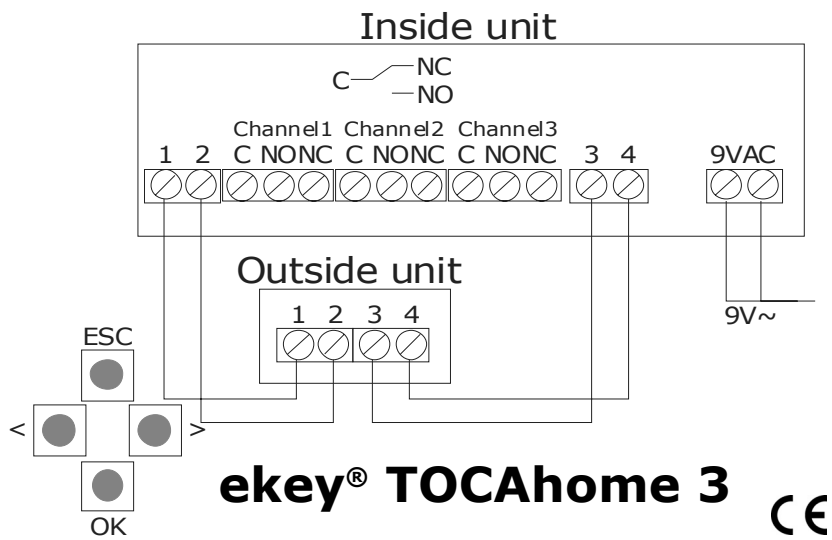 Inside unit
C NC
NO
Channel1 Channel2 Channel3
1 2 C NONC C NONC C NONC 3 4 9VAC
Outside unit
1 2 3 4
9V~
ESC
< >
OK
ekey® TOCAhome 3
CE